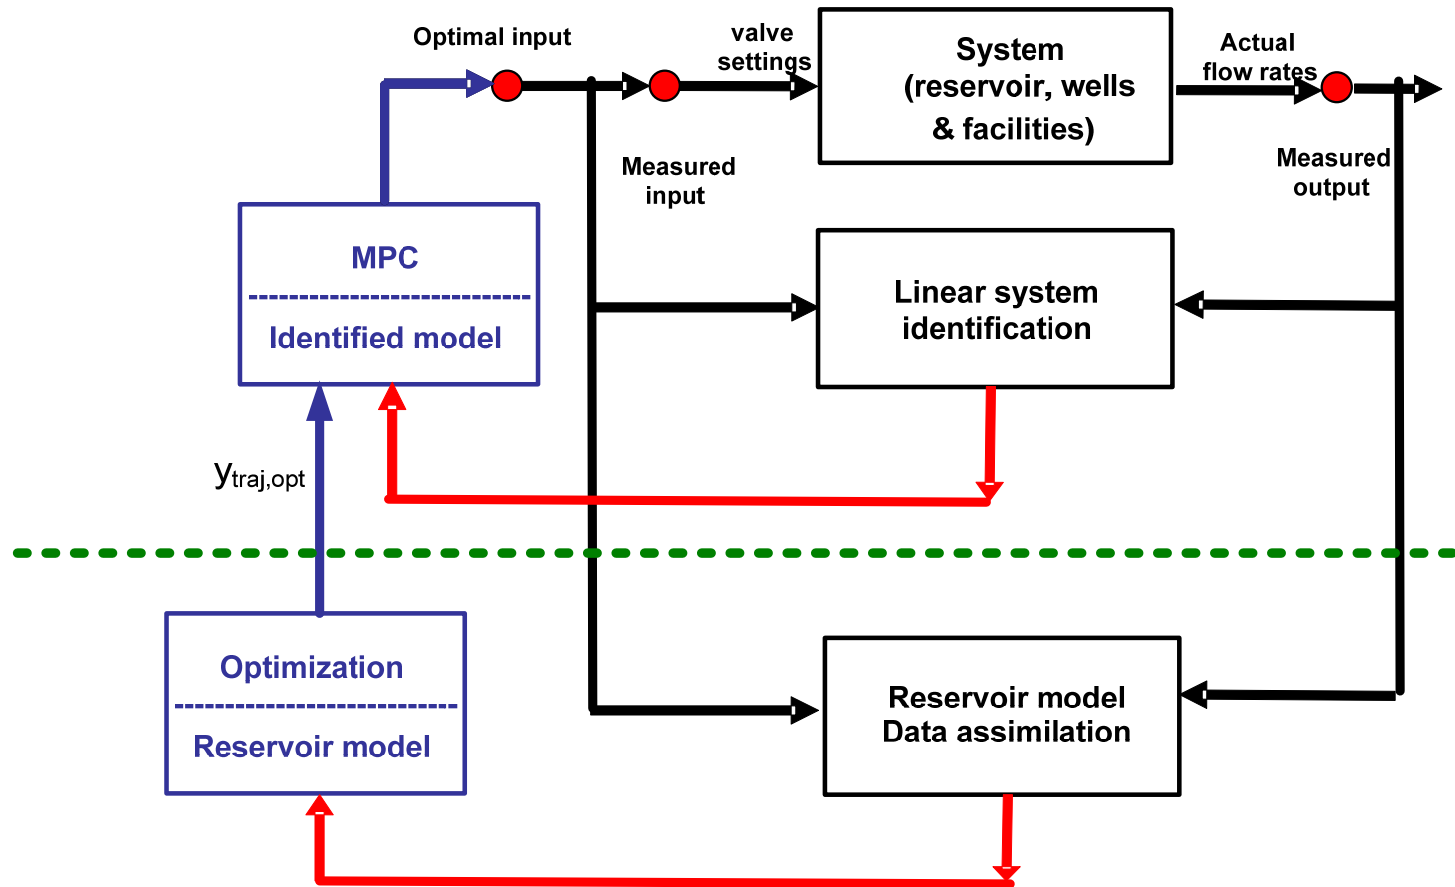 Optimal input
valve
settings
System
(reservoir, wells
& facilities)
Actual
flow rates
Measured
input
Measured
output
MPC
Identified model
Linear system
identification
ytraj,opt
Optimization
Reservoir model
Reservoir model
Data assimilation